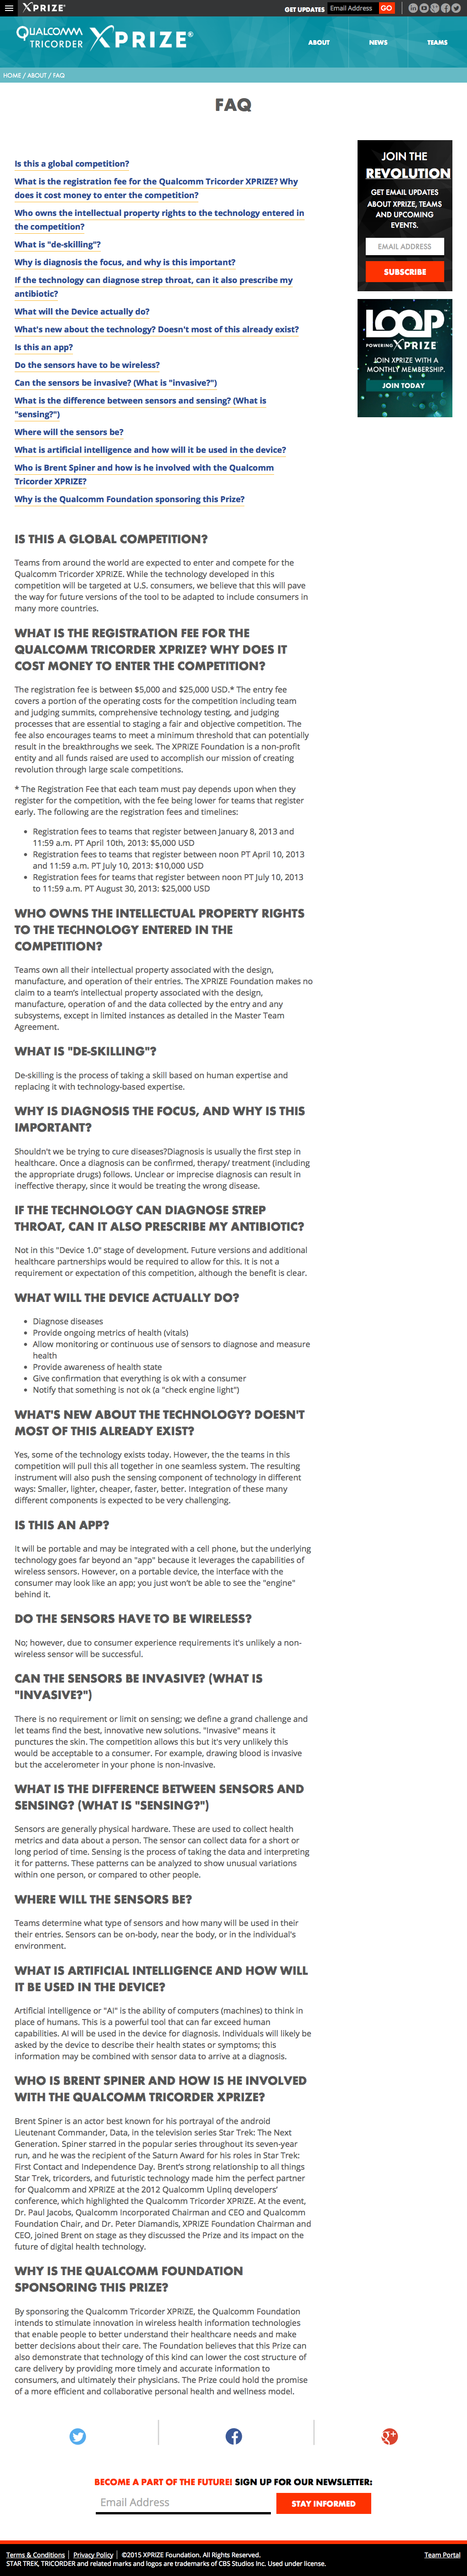 XPRIZE®
GET UPDATES Email Address GO
QUALCOMM
TRICORDER XPRIZE®
ABOUT NEWS TEAMS
HOME / ABOUT / FAQ
FAQ
Is this a global competition?
What is the registration fee for the Qualcomm Tricorder XPRIZE? Why
does it cost money to enter the competition?
Who owns the intellectual property rights to the technology entered in
the competition?
What is "de-skilling"?
Why is diagnosis the focus, and why is this important?
If the technology can diagnose strep throat, can it also prescribe my
antibiotic?
What will the Device actually do?
What's new about the technology? Doesn't most of this already exist?
Is this an app?
Do the sensors have to be wireless?
Can the sensors be invasive? (What is "invasive?")
What is the difference between sensors and sensing? (What is
"sensing?")
Where will the sensors be?
What is artificial intelligence and how will it be used in the device?
Who is Brent Spiner and how is he involved with the Qualcomm
Tricorder XPRIZE?
Why is the Qualcomm Foundation sponsoring this Prize?
JOIN THE
REVOLUTION
GET EMAIL UPDATES
ABOUT XPRIZE, TEAMS
AND UPCOMING
EVENTS.
EMAIL ADDRESS
SUBSCRIBE
LOOP
POWERING XPRIZE
JOIN XPRIZE WITH A
MONTHLY MEMBERSHIP.
JOIN TODAY
IS THIS A GLOBAL COMPETITION?
Teams from around the world are expected to enter and compete for the
Qualcomm Tricorder XPRIZE. While the technology developed in this
competition will be targeted at U.S. consumers, we believe that this will pave
the way for future versions of the tool to be adapted to include consumers in
many more countries.
WHAT IS THE REGISTRATION FEE FOR THE
QUALCOMM TRICORDER XPRIZE? WHY DOES IT
COST MONEY TO ENTER THE COMPETITION?
The registration fee is between $5,000 and $25,000 USD.* The entry fee
covers a portion of the operating costs for the competition including team
and judging summits, comprehensive technology testing, and judging
processes that are essential to staging a fair and objective competition. The
fee also encourages teams to meet a minimum threshold that can potentially
result in the breakthroughs we seek. The XPRIZE Foundation is a non-profit
entity and all funds raised are used to accomplish our mission of creating
revolution through large scale competitions.
* The Registration Fee that each team must pay depends upon when they
register for the competition, with the fee being lower for teams that register
early. The following are the registration fees and timelines:
• Registration fees to teams that register between January 8, 2013 and
11:59 a.m. PT April 10th, 2013: $5,000 USD
• Registration fees to teams that register between noon PT April 10, 2013
and 11:59 a.m. PT July 10, 2013: $10,000 USD
• Registration fees for teams that register between noon PT July 10, 2013
to 11:59 a.m. PT August 30, 2013: $25,000 USD
WHO OWNS THE INTELLECTUAL PROPERTY RIGHTS
TO THE TECHNOLOGY ENTERED IN THE
COMPETITION?
Teams own all their intellectual property associated with the design,
manufacture, and operation of their entries. The XPRIZE Foundation makes no
claim to a team's intellectual property associated with the design,
manufacture, operation of and the data collected by the entry and any
subsystems, except in limited instances as detailed in the Master Team
Agreement.
WHAT IS "DE-SKILLING"?
De-skilling is the process of taking a skill based on human expertise and
replacing it with technology-based expertise.
WHY IS DIAGNOSIS THE FOCUS, AND WHY IS THIS
IMPORTANT?
Shouldn't we be trying to cure diseases?Diagnosis is usually the first step in
healthcare. Once a diagnosis can be confirmed, therapy/ treatment (including
the appropriate drugs) follows. Unclear or imprecise diagnosis can result in
ineffective therapy, since it would be treating the wrong disease.
IF THE TECHNOLOGY CAN DIAGNOSE STREP
THROAT, CAN IT ALSO PRESCRIBE MY ANTIBIOTIC?
Not in this "Device 1.0" stage of development. Future versions and additional
healthcare partnerships would be required to allow for this. It is not a
requirement or expectation of this competition, although the benefit is clear.
WHAT WILL THE DEVICE ACTUALLY DO?
• Diagnose diseases
• Provide ongoing metrics of health (vitals)
• Allow monitoring or continuous use of sensors to diagnose and measure
health
• Provide awareness of health state
• Give confirmation that everything is ok with a consumer
• Notify that something is not ok (a "check engine light")
WHAT'S NEW ABOUT THE TECHNOLOGY? DOESN'T
MOST OF THIS ALREADY EXIST?
Yes, some of the technology exists today. However, the the teams in this
competition will pull this all together in one seamless system. The resulting
instrument will also push the sensing component of technology in different
ways: Smaller, lighter, cheaper, faster, better. Integration of these many
different components is expected to be very challenging.
IS THIS AN APP?
It will be portable and may be integrated with a cell phone, but the underlying
technology goes far beyond an "app" because it leverages the capabilities of
wireless sensors. However, on a portable device, the interface with the
consumer may look like an app; you just won't be able to see the "engine"
behind it.
DO THE SENSORS HAVE TO BE WIRELESS?
No; however, due to consumer experience requirements it's unlikely a non-
wireless sensor will be successful.
CAN THE SENSORS BE INVASIVE? (WHAT IS
"INVASIVE?")
There is no requirement or limit on sensing; we define a grand challenge and
let teams find the best, innovative new solutions. "Invasive" means it
punctures the skin. The competition allows this but it's very unlikely this
would be acceptable to a consumer. For example, drawing blood is invasive
but the accelerometer in your phone is non-invasive.
WHAT IS THE DIFFERENCE BETWEEN SENSORS AND
SENSING? (WHAT IS "SENSING?")
Sensors are generally physical hardware. These are used to collect health
metrics and data about a person. The sensor can collect data for a short or
long period of time. Sensing is the process of taking the data and interpreting
it for patterns. These patterns can be analyzed to show unusual variations
within one person, or compared to other people.
WHERE WILL THE SENSORS BE?
Teams determine what type of sensors and how many will be used in their
their entries. Sensors can be on-body, near the body, or in the individual's
environment.
WHAT IS ARTIFICIAL INTELLIGENCE AND HOW WILL
IT BE USED IN THE DEVICE?
Artificial intelligence or "AI" is the ability of computers (machines) to think in
place of humans. This is a powerful tool that can far exceed human
capabilities. AI will be used in the device for diagnosis. Individuals will likely be
asked by the device to describe their health states or symptoms; this
information may be combined with sensor data to arrive at a diagnosis.
WHO IS BRENT SPINER AND HOW IS HE INVOLVED
WITH THE QUALCOMM TRICORDER XPRIZE?
Brent Spiner is an actor best known for his portrayal of the android
Lieutenant Commander, Data, in the television series Star Trek: The Next
Generation. Spiner starred in the popular series throughout its seven-year
run, and he was the recipient of the Saturn Award for his roles in Star Trek:
First Contact and Independence Day. Brent's strong relationship to all things
Star Trek, tricorders, and futuristic technology made him the perfect partner
for Qualcomm and XPRIZE at the 2012 Qualcomm Uplinq developers'
conference, which highlighted the Qualcomm Tricorder XPRIZE. At the event,
Dr. Paul Jacobs, Qualcomm Incorporated Chairman and CEO and Qualcomm
Foundation Chair, and Dr. Peter Diamandis, XPRIZE Foundation Chairman and
CEO, joined Brent on stage as they discussed the Prize and its impact on the
future of digital health technology.
WHY IS THE QUALCOMM FOUNDATION
SPONSORING THIS PRIZE?
By sponsoring the Qualcomm Tricorder XPRIZE, the Qualcomm Foundation
intends to stimulate innovation in wireless health information technologies
that enable people to better understand their healthcare needs and make
better decisions about their care. The Foundation believes that this Prize can
also demonstrate that technology of this kind can lower the cost structure of
care delivery by providing more timely and accurate information to
consumers, and ultimately their physicians. The Prize could hold the promise
of a more efficient and collaborative personal health and wellness model.
BECOME A PART OF THE FUTURE! SIGN UP FOR OUR NEWSLETTER:
Email Address STAY INFORMED
Terms & Conditions | Privacy Policy | ©2015 XPRIZE Foundation. All Rights Reserved. Team Portal
STAR TREK, TRICORDER and related marks and logos are trademarks of CBS Studios Inc. Used under license.